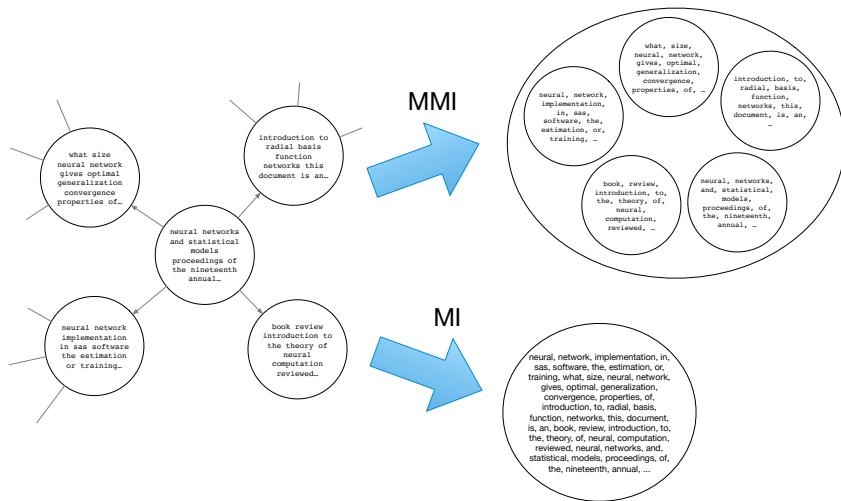 what size
neural network
gives optimal
generalization
convergence
properties of…
introduction to
radial basis
function
networks this
document is an…
neural networks
and statistical
models
proceedings of
the nineteenth
annual…
neural network
implementation
in sas software
the estimation
or training…
book review
introduction to
the theory of
neural
computation
reviewed…
MMI
what, size,
neural, network,
gives, optimal,
generalization,
convergence,
properties, of, …
neural, network,
implementation,
in, sas,
software, the,
estimation, or,
training, …
introduction, to,
radial, basis,
function,
networks, this,
document, is, an,
…
book, review,
introduction, to,
the, theory, of,
neural,
computation,
reviewed, …
neural, networks,
and, statistical,
models,
proceedings, of,
the, nineteenth,
annual, …
MI
neural, network, implementation, in,
sas, software, the, estimation, or,
training, what, size, neural, network,
gives, optimal, generalization,
convergence, properties, of,
introduction, to, radial, basis,
function, networks, this, document,
is, an, book, review, introduction, to,
the, theory, of, neural, computation,
reviewed, neural, networks, and,
statistical, models, proceedings, of,
the, nineteenth, annual, ...